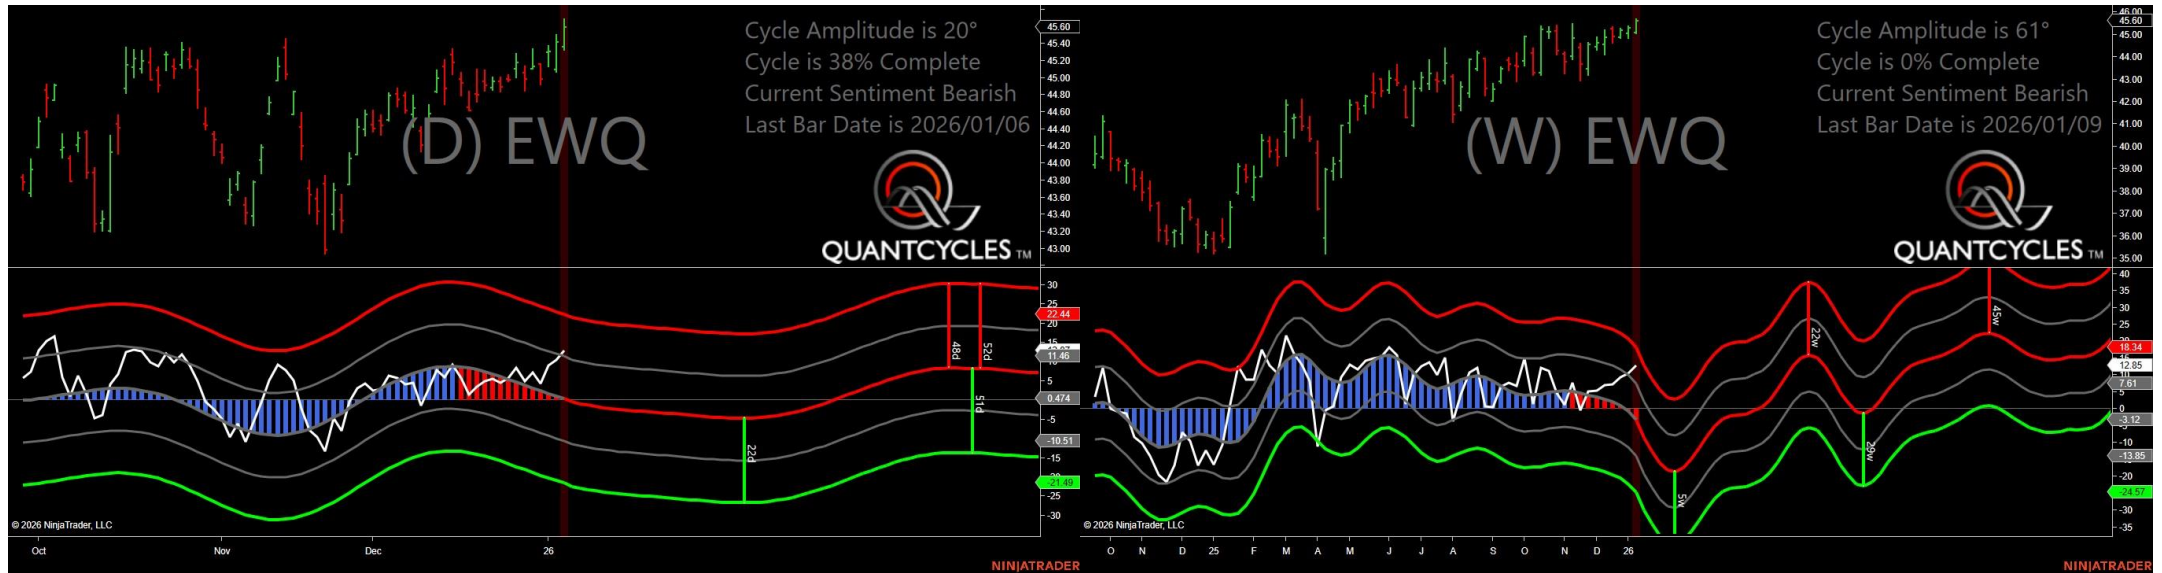 Cycle Amplitude is 20°
Cycle is 38% Complete
Current Sentiment Bearish
Last Bar Date is 2026/01/06
(D) EWQ
QUANTCYCLES TM
45.60
45.40
45.20
45.00
44.80
44.60
44.40
44.20
44.00
43.80
43.60
43.40
43.20
43.00
30
25
22.44
20
11.46
5
0.474
-5
-10.51
-15
-21.49
-25
-30
48d
52d
51d
22d
© 2026 NinjaTrader, LLC
Oct
Nov
Dec
26
NINJATRADER
Cycle Amplitude is 61°
Cycle is 0% Complete
Current Sentiment Bearish
Last Bar Date is 2026/01/09
(W) EWQ
QUANTCYCLES TM
46.00
45.60
45.00
44.00
43.00
42.00
41.00
40.00
39.00
38.00
37.00
36.00
35.00
40
35
30
25
18.34
12.85
7.61
0
-3.12
-10
-13.85
-20
-24.57
-30
-35
22w
45w
29w
5w
© 2026 NinjaTrader, LLC
O
N
D
25
F
M
A
M
J
J
A
S
O
N
D
26
NINJATRADER